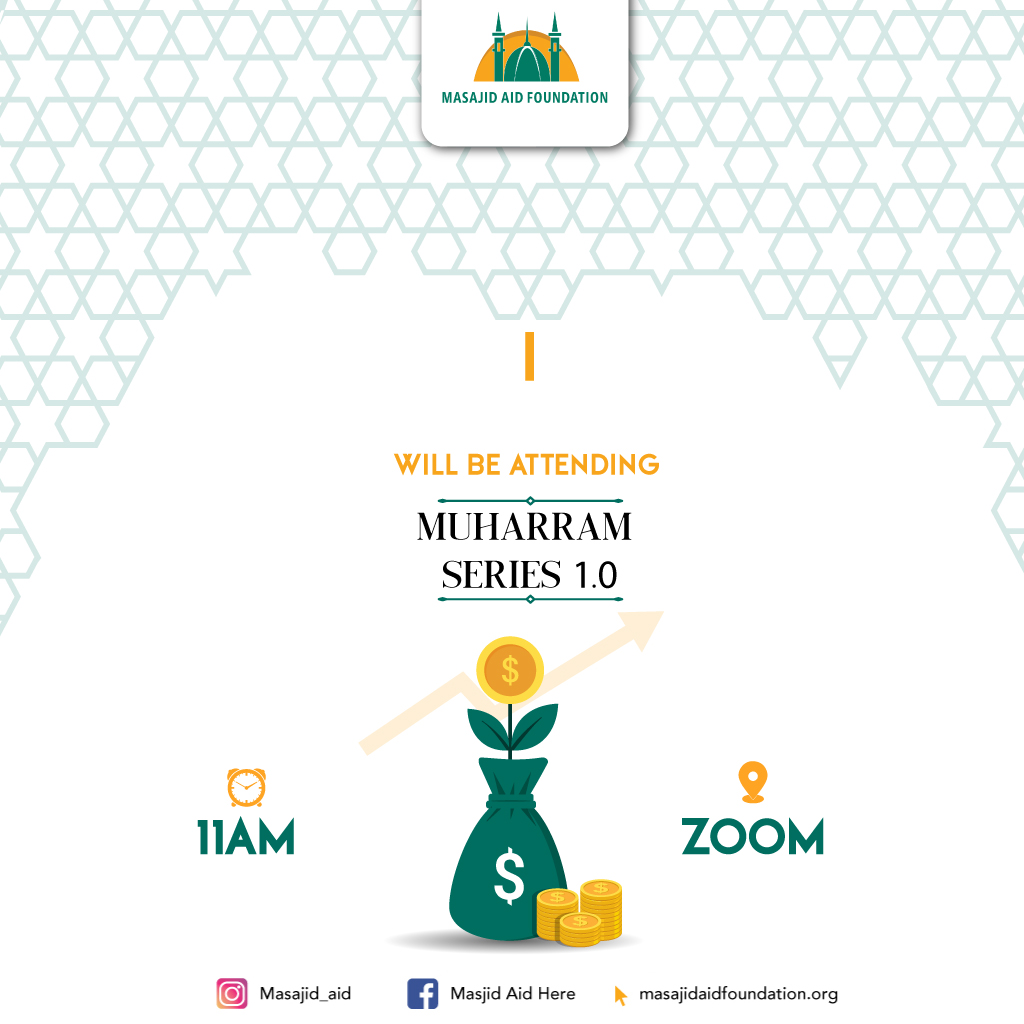 MASAJID AID FOUNDATION
I
WILL BE ATTENDING
MUHARRAM
SERIES 1.0
$
11AM
ZOOM
$
$
$
$
Masajid_aid
Masjid Aid Here
masajidaidfoundation.org